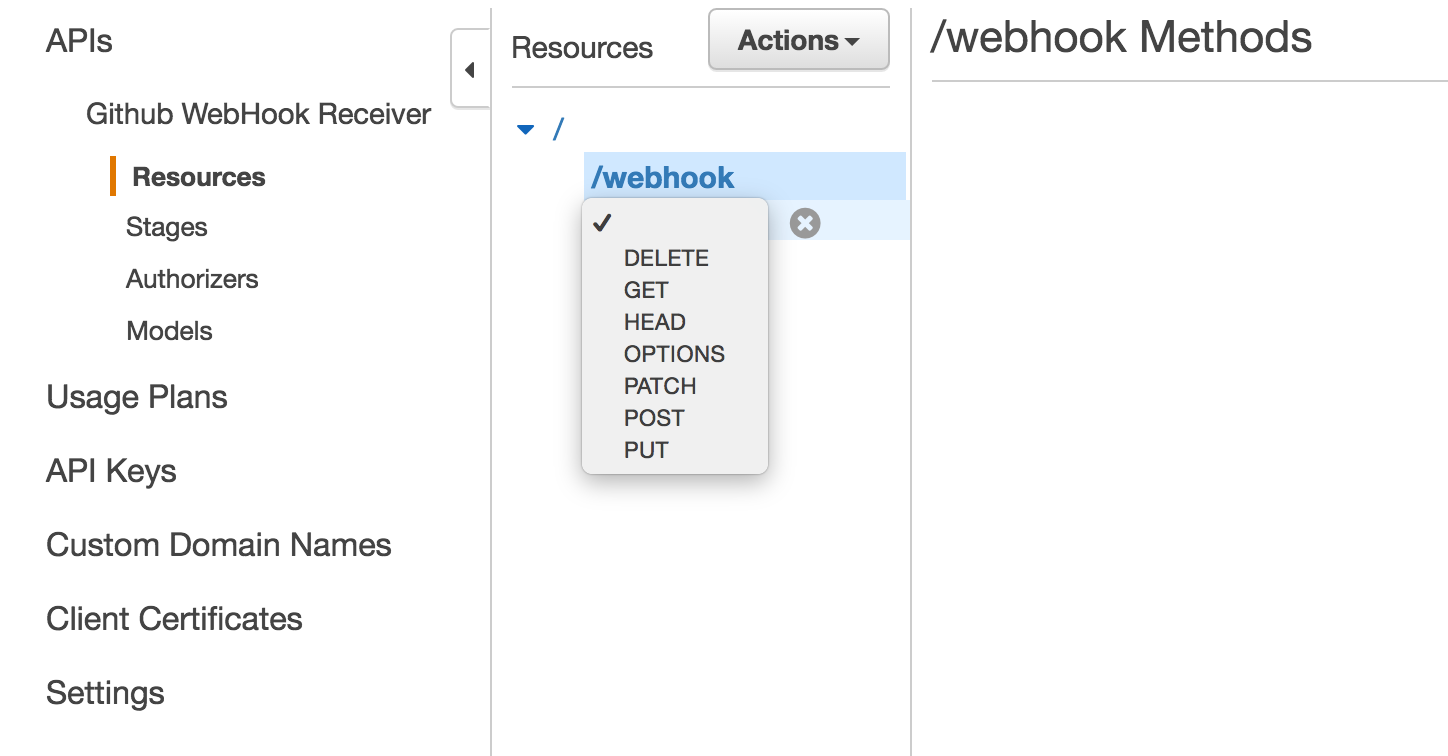 APIs
Github WebHook Receiver
Resources
Stages
Authorizers
Models
Usage Plans
API Keys
Custom Domain Names
Client Certificates
Settings
Resources
Actions
/
/webhook
DELETE
GET
HEAD
OPTIONS
PATCH
POST
PUT
/webhook Methods